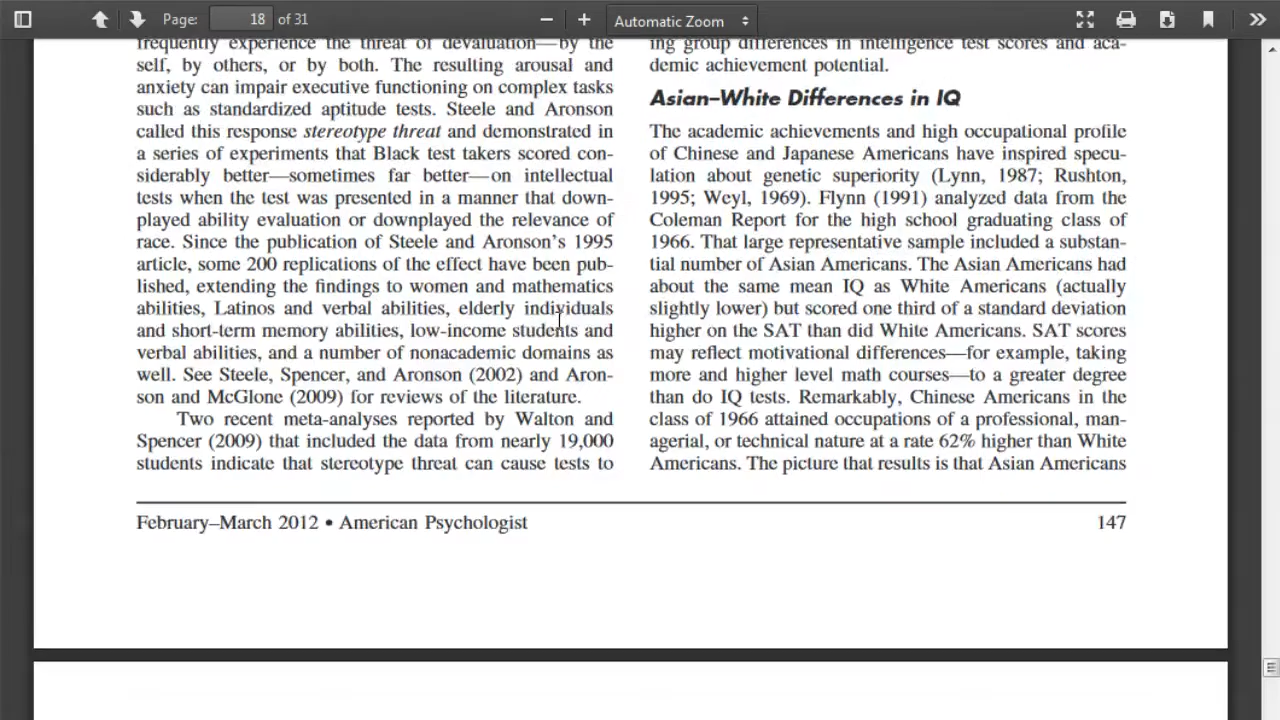 Page: 18 of 31 Automatic Zoom
frequently experience the threat of devaluation—by the
self, by others, or by both. The resulting arousal and
anxiety can impair executive functioning on complex tasks
such as standardized aptitude tests. Steele and Aronson
called this response stereotype threat and demonstrated in
a series of experiments that Black test takers scored con-
siderably better—sometimes far better—on intellectual
tests when the test was presented in a manner that down-
played ability evaluation or downplayed the relevance of
race. Since the publication of Steele and Aronson’s 1995
article, some 200 replications of the effect have been pub-
lished, extending the findings to women and mathematics
abilities, Latinos and verbal abilities, elderly individuals
and short-term memory abilities, low-income students and
verbal abilities, and a number of nonacademic domains as
well. See Steele, Spencer, and Aronson (2002) and Aron-
son and McGlone (2009) for reviews of the literature.
Two recent meta-analyses reported by Walton and
Spencer (2009) that included the data from nearly 19,000
students indicate that stereotype threat can cause tests to
ing group differences in intelligence test scores and aca-
demic achievement potential.
Asian–White Differences in IQ
The academic achievements and high occupational profile
of Chinese and Japanese Americans have inspired specu-
lation about genetic superiority (Lynn, 1987; Rushton,
1995; Weyl, 1969). Flynn (1991) analyzed data from the
Coleman Report for the high school graduating class of
1966. That large representative sample included a substan-
tial number of Asian Americans. The Asian Americans had
about the same mean IQ as White Americans (actually
slightly lower) but scored one third of a standard deviation
higher on the SAT than did White Americans. SAT scores
may reflect motivational differences—for example, taking
more and higher level math courses—to a greater degree
than do IQ tests. Remarkably, Chinese Americans in the
class of 1966 attained occupations of a professional, man-
agerial, or technical nature at a rate 62% higher than White
Americans. The picture that results is that Asian Americans
February–March 2012 • American Psychologist
147